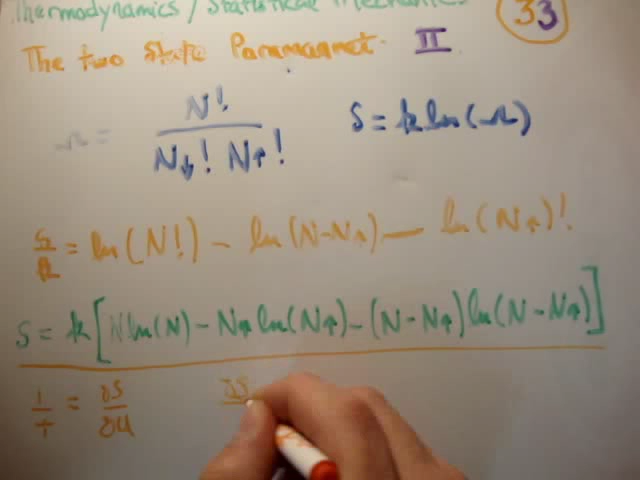 Thermodynamics / Statistical Mechanics 33
The two state Paramagnet II
Ω = N! / N↓! N↑! S = k ln(Ω)
S/k = ln(N!) - ln(N-N↑) - ln(N↑)!
S = k[N ln(N) - N↑ ln(N↑) - (N - N↑) ln(N - N↑)]
1/T = ∂S/∂U ∂S